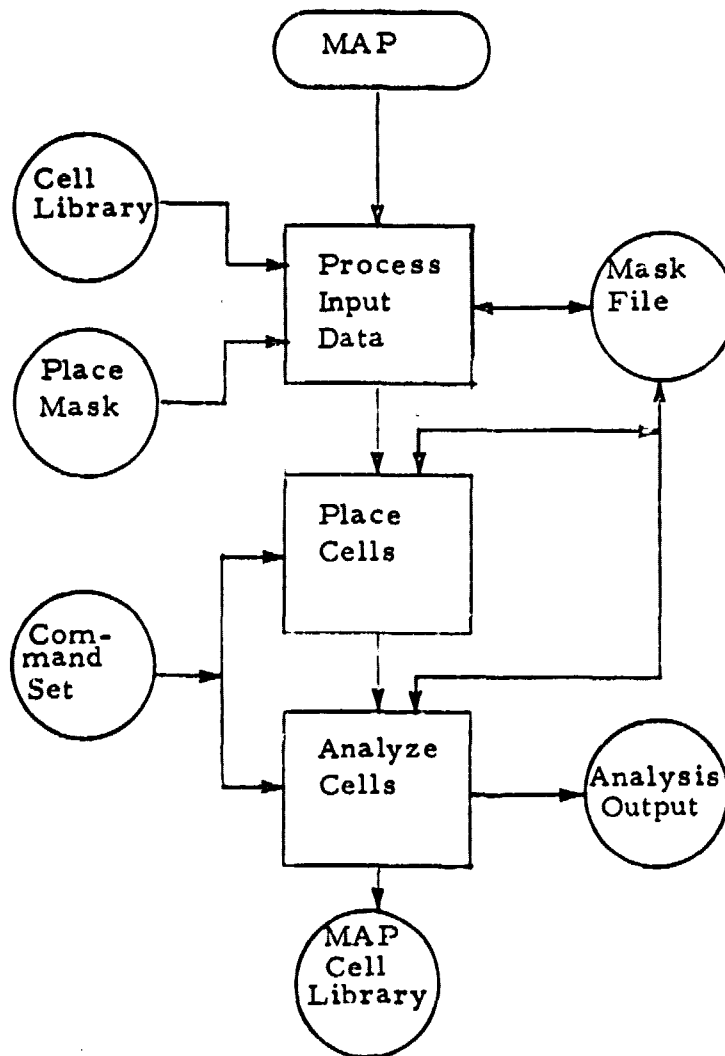 MAP
Cell
Library
Process
Input
Data
Mask
File
Place
Mask
Place
Cells
Com-
mand
Set
Analyze
Cells
Analysis
Output
MAP
Cell
Library